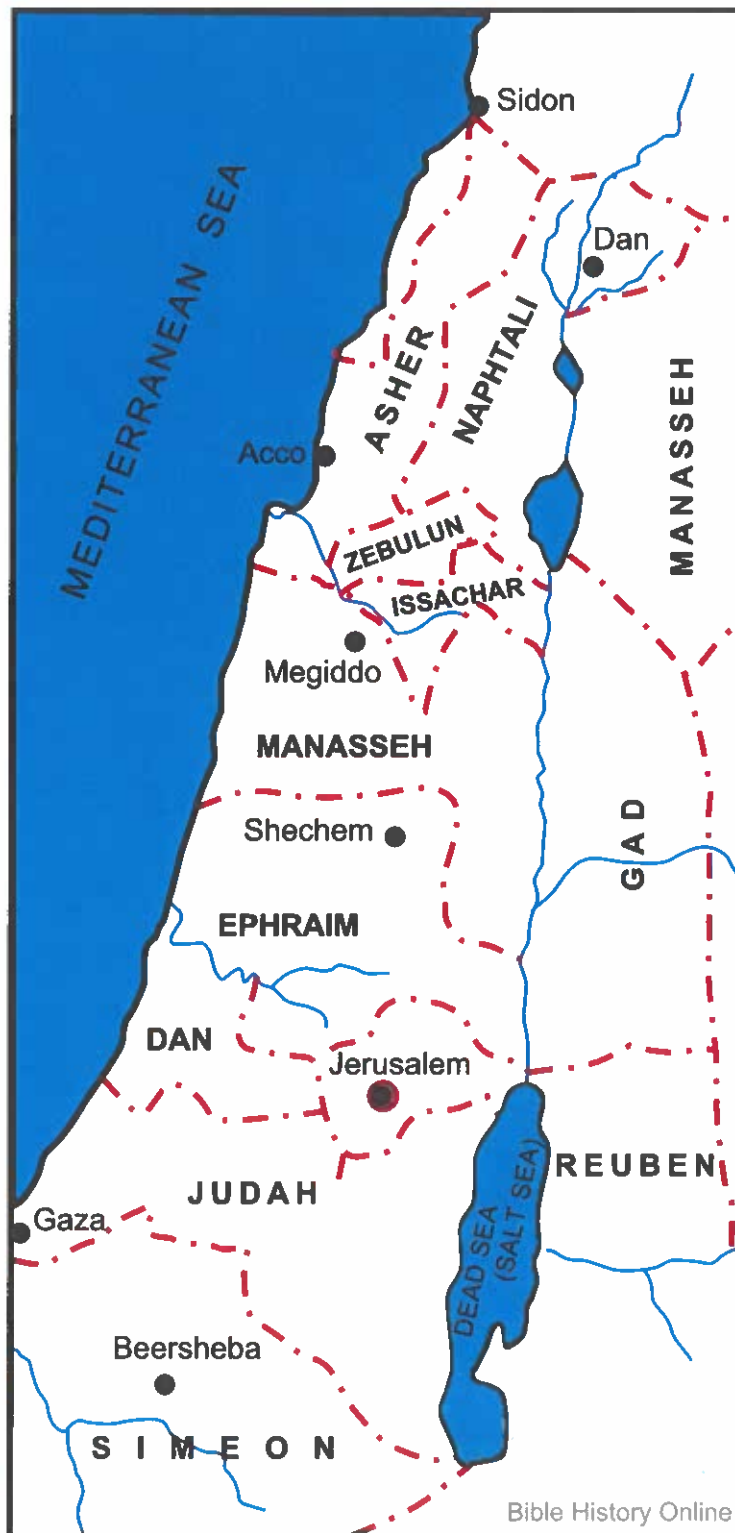 Sidon
MEDITERRANEAN SEA
Dan
ASHER
NAPHTALI
MANASSEH
Acco
ZEBULUN
ISSACHAR
Megiddo
MANASSEH
Shechem
GAD
EPHRAIM
DAN
Jerusalem
REUBEN
JUDAH
DEAD SEA
(SALT SEA)
Gaza
Beersheba
SIMEON
Bible History Online